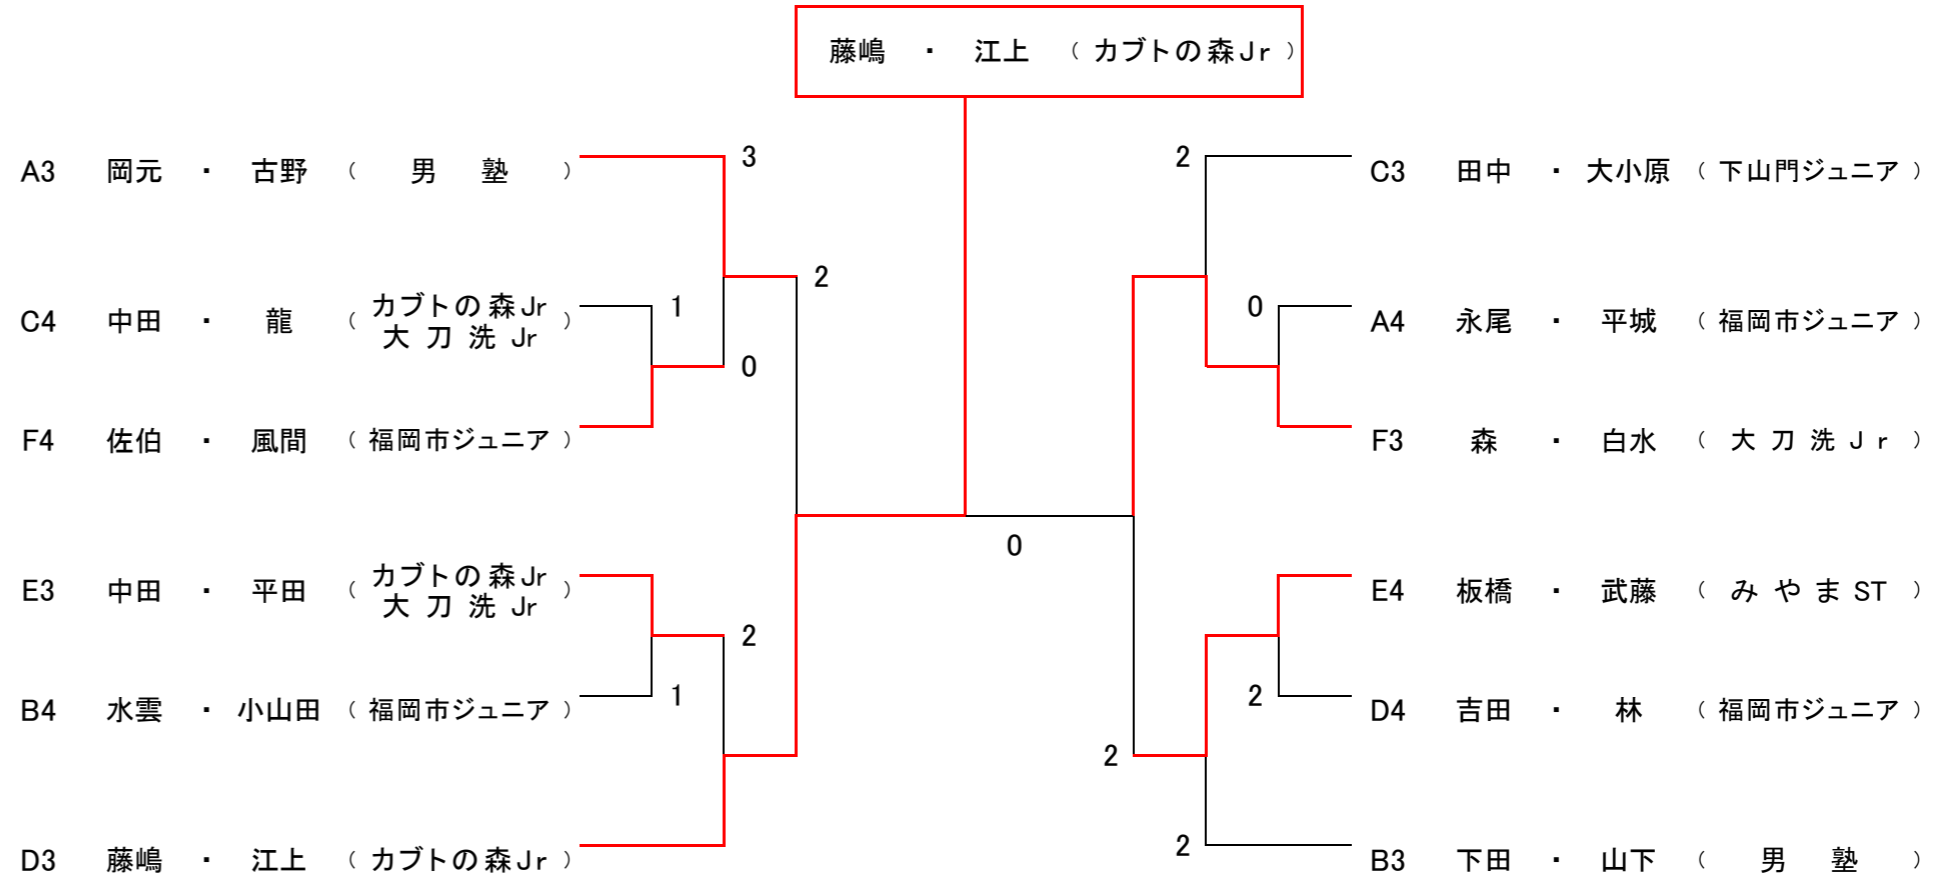 藤嶋 ・ 江上 （ カブトの森Jr ）
A3 岡元 ・ 古野 （ 男 塾 ）
3
2
C3 田中 ・ 大小原 （ 下山門ジュニア ）
2
C4 中田 ・ 龍 （ カブトの森Jr
大刀洗Jr ）
1
0
A4 永尾 ・ 平城 （ 福岡市ジュニア ）
0
F4 佐伯 ・ 風間 （ 福岡市ジュニア ）
F3 森 ・ 白水 （ 大刀洗Jr ）
0
E3 中田 ・ 平田 （ カブトの森Jr
大刀洗Jr ）
E4 板橋 ・ 武藤 （ みやまST ）
2
B4 水雲 ・ 小山田 （ 福岡市ジュニア ）
1
2
D4 吉田 ・ 林 （ 福岡市ジュニア ）
2
D3 藤嶋 ・ 江上 （ カブトの森Jr ）
2
B3 下田 ・ 山下 （ 男 塾 ）